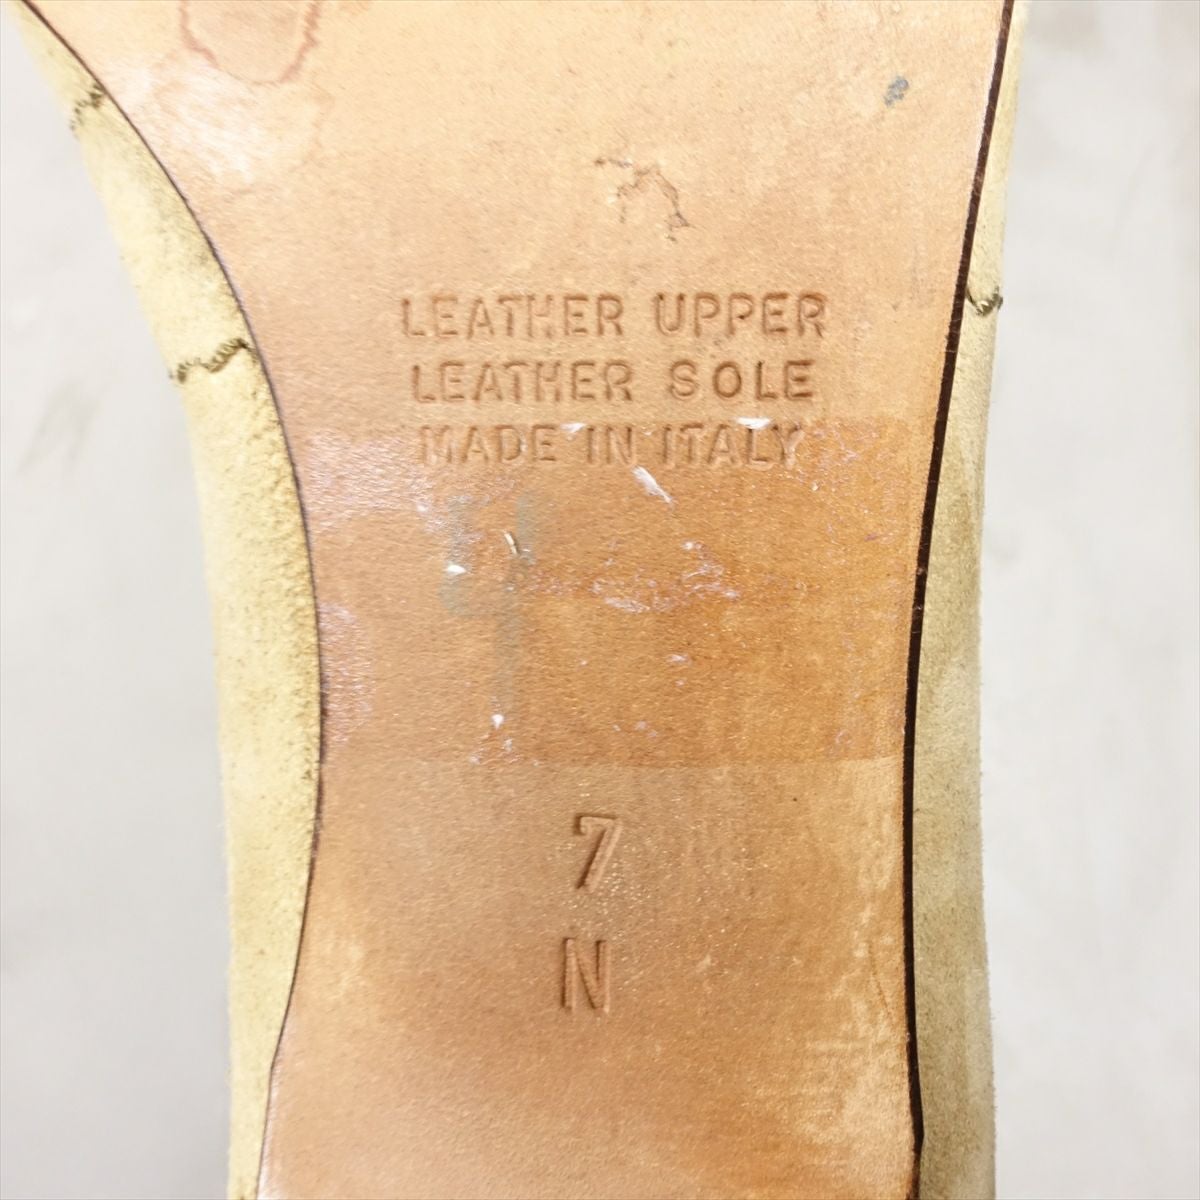 LEATHER UPPER
LEATHER SOLE
MADE IN ITALY
7
N